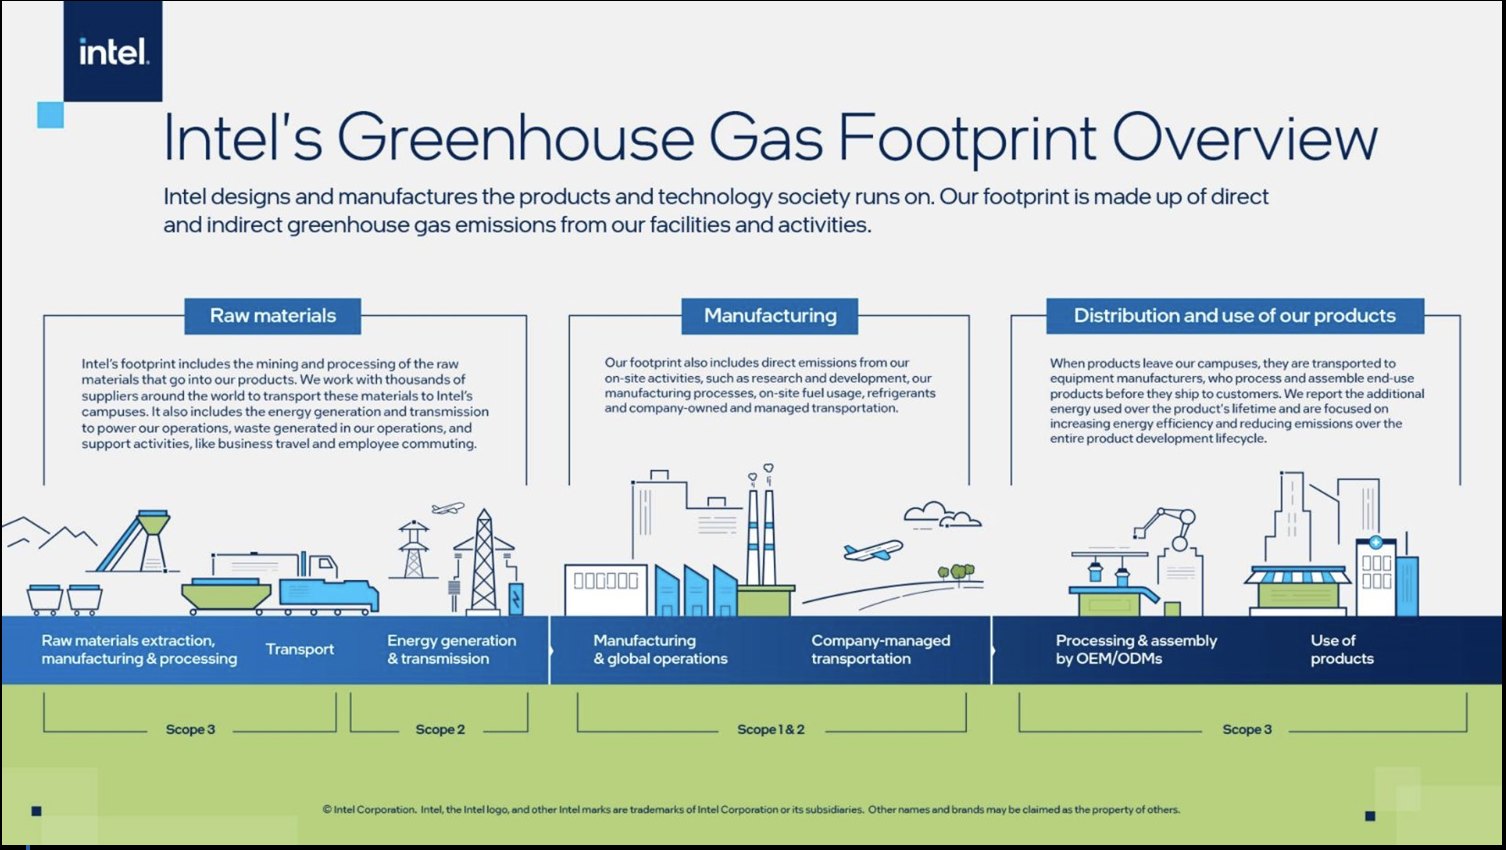 intel.
Intel's Greenhouse Gas Footprint Overview
Intel designs and manufactures the products and technology society runs on. Our footprint is made up of direct
and indirect greenhouse gas emissions from our facilities and activities.
Raw materials
Intel's footprint includes the mining and processing of the raw
materials that go into our products. We work with thousands of
suppliers around the world to transport these materials to Intel's
campuses. It also includes the energy generation and transmission
to power our operations, waste generated in our operations, and
support activities, like business travel and employee commuting.
Manufacturing
Our footprint also includes direct emissions from our
on-site activities, such as research and development, our
manufacturing processes, on-site fuel usage, refrigerants
and company-owned and managed transportation.
Distribution and use of our products
When products leave our campuses, they are transported to
equipment manufacturers, who process and assemble end-use
products before they ship to customers. We report the additional
energy used over the product's lifetime and are focused on
increasing energy efficiency and reducing emissions over the
entire product development lifecycle.
Raw materials extraction,
manufacturing & processing
Transport
Energy generation
& transmission
Manufacturing
& global operations
Company-managed
transportation
Processing & assembly
by OEM/ODMs
Use of
products
Scope 3
Scope 2
Scope 1 & 2
Scope 3
© Intel Corporation. Intel, the Intel logo, and other Intel marks are trademarks of Intel Corporation or its subsidiaries. Other names and brands may be claimed as the property of others.